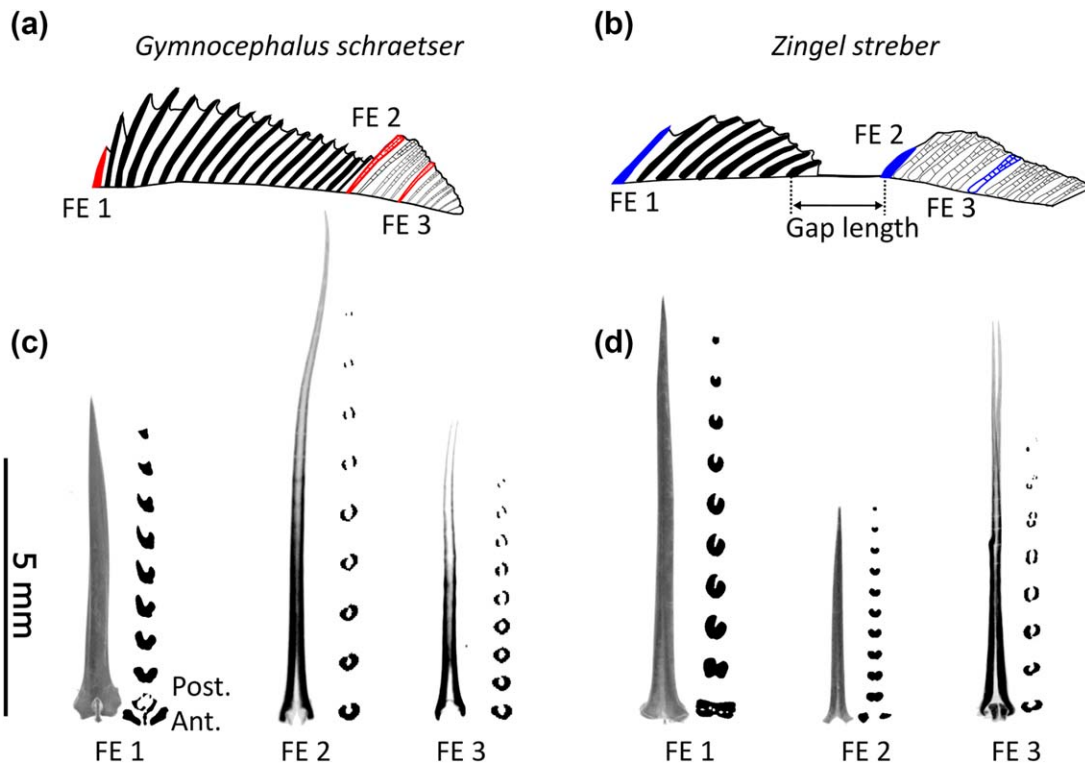 (a)
Gymnocephalus schraetser
FE 1
FE 2
FE 3
(b)
Zingel streber
FE 1
FE 2
FE 3
Gap length
(c)
5 mm
Post.
Ant.
FE 1
FE 2
FE 3
(d)
FE 1
FE 2
FE 3